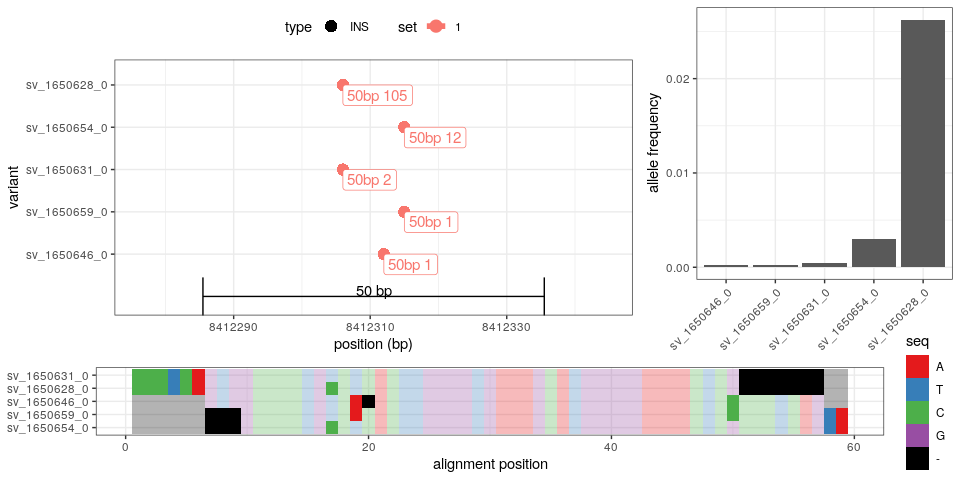 type INS set 1
variant
sv_1650628_0
sv_1650654_0
sv_1650631_0
sv_1650659_0
sv_1650646_0
50bp 105
50bp 12
50bp 2
50bp 1
50bp 1
50 bp
8412290 8412310 8412330
position (bp)
allele frequency
0.02
0.01
0.00
sv_1650646_0
sv_1650659_0
sv_1650631_0
sv_1650654_0
sv_1650628_0
sv_1650631_0
sv_1650628_0
sv_1650646_0
sv_1650659_0
sv_1650654_0
0 20 40 60
alignment position
seq
A
T
C
G
-